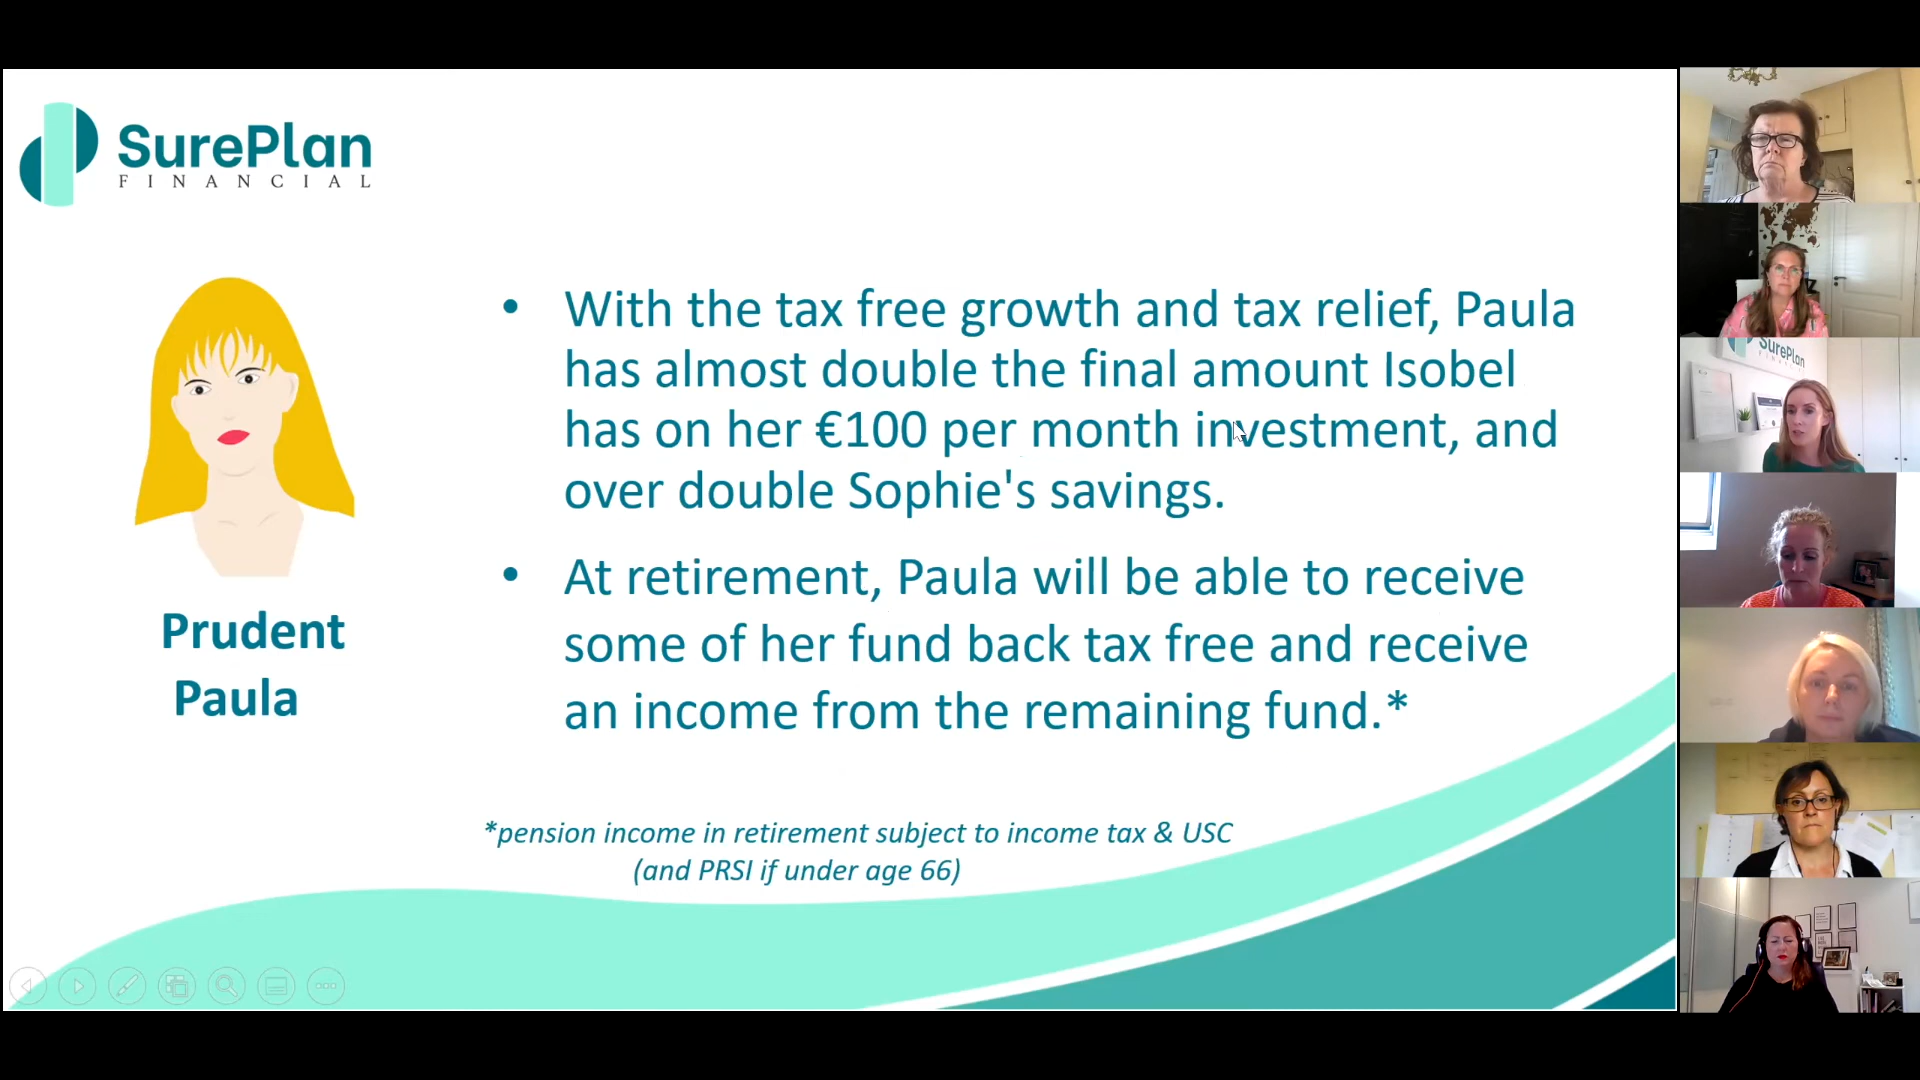 SurePlan
FINANCIAL
• With the tax free growth and tax relief, Paula
has almost double the final amount Isobel
has on her €100 per month investment, and
over double Sophie's savings.
• At retirement, Paula will be able to receive
some of her fund back tax free and receive
an income from the remaining fund.*
Prudent
Paula
*pension income in retirement subject to income tax & USC
(and PRSI if under age 66)
SurePlan